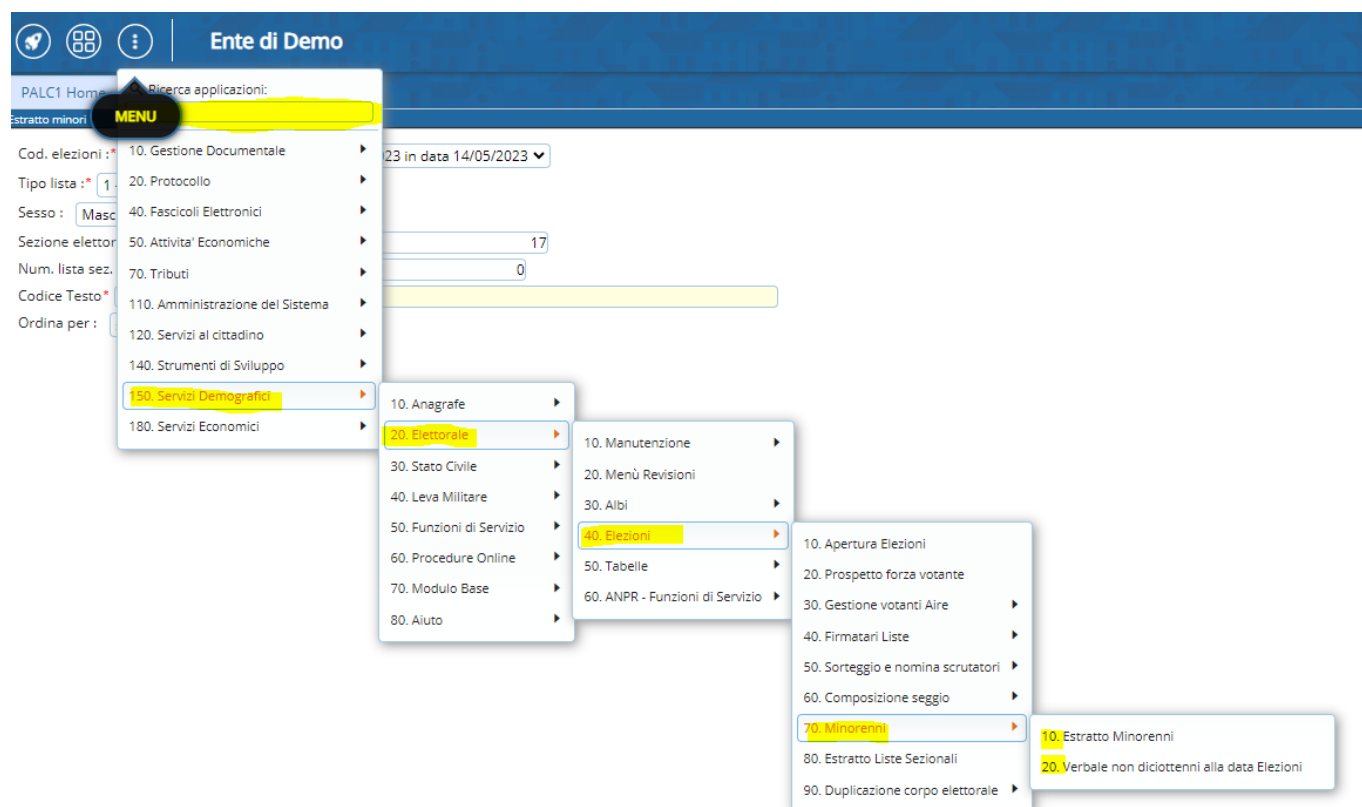 Ente di Demo
PALC1 Home
Ricerca applicazioni:
Estratto minori
MENU
Cod. elezioni :*
23 in data 14/05/2023
Tipo lista :* 1
Sesso : Masc
Sezione elettor
17
Num. lista sez.
0
Codice Testo*
Ordina per :
10. Gestione Documentale
20. Protocollo
40. Fascicoli Elettronici
50. Attivita' Economiche
70. Tributi
110. Amministrazione del Sistema
120. Servizi al cittadino
140. Strumenti di Sviluppo
150. Servizi Demografici
180. Servizi Economici
10. Anagrafe
20. Elettorale
30. Stato Civile
40. Leva Militare
50. Funzioni di Servizio
60. Procedure Online
70. Modulo Base
80. Aiuto
10. Manutenzione
20. Menù Revisioni
30. Albi
40. Elezioni
50. Tabelle
60. ANPR - Funzioni di Servizio
10. Apertura Elezioni
20. Prospetto forza votante
30. Gestione votanti Aire
40. Firmatari Liste
50. Sorteggio e nomina scrutatori
60. Composizione seggio
70. Minorenni
80. Estratto Liste Sezionali
90. Duplicazione corpo elettorale
10. Estratto Minorenni
20. Verbale non diciottenni alla data Elezioni